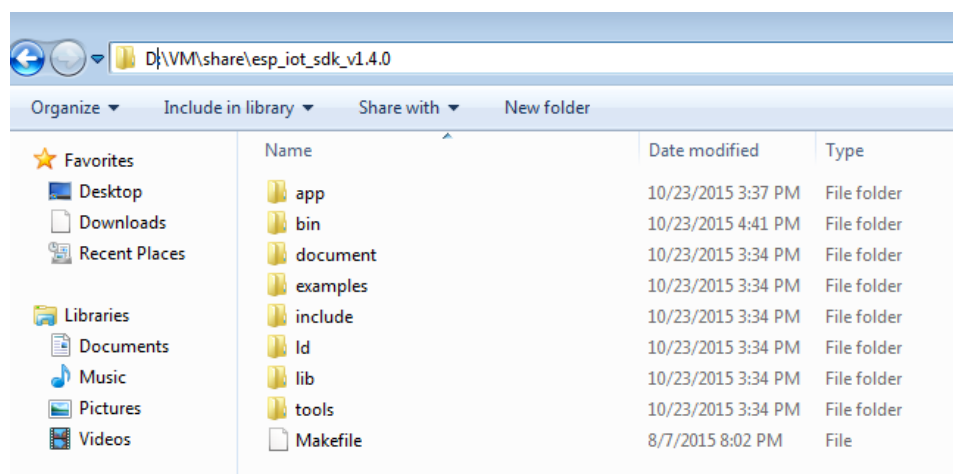 D:\VM\share\esp_iot_sdk_v1.4.0
Organize Include in library Share with New folder
Favorites
Desktop
Downloads
Recent Places
Libraries
Documents
Music
Pictures
Videos
Name Date modified Type
app 10/23/2015 3:37 PM File folder
bin 10/23/2015 4:41 PM File folder
document 10/23/2015 3:34 PM File folder
examples 10/23/2015 3:34 PM File folder
include 10/23/2015 3:34 PM File folder
ld 10/23/2015 3:34 PM File folder
lib 10/23/2015 3:34 PM File folder
tools 10/23/2015 3:34 PM File folder
Makefile 8/7/2015 8:02 PM File